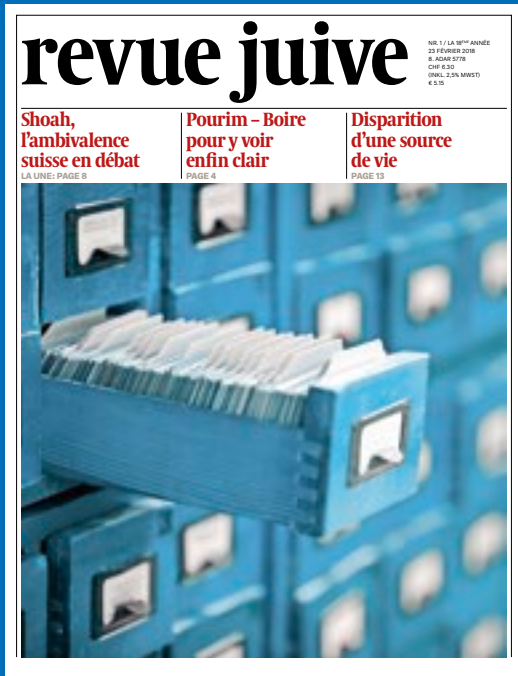 revue juive
NR. 1 / LA 18ÈME ANNÉE
23 FÉVRIER 2018
8. ADAR 5778
CHF 6.30
(INKL. 2,5% MWST)
€ 5.15
Shoah,
l’ambivalence
suisse en débat
LA UNE: PAGE 8
Pourim – Boire
pour y voir
enfin clair
PAGE 4
Disparition
d’une source
de vie
PAGE 13